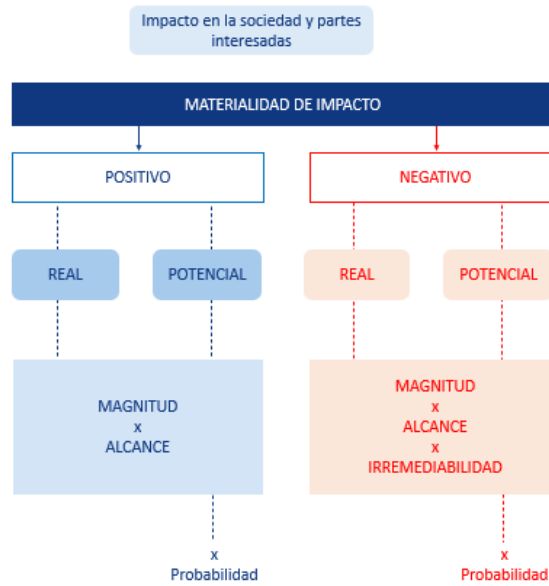 Impacto en la sociedad y partes
interesadas
MATERIALIDAD DE IMPACTO
POSITIVO
NEGATIVO
REAL
POTENCIAL
REAL
POTENCIAL
MAGNITUD
x
ALCANCE
MAGNITUD
x
ALCANCE
x
IRREMEDIABILIDAD
x
Probabilidad
x
Probabilidad